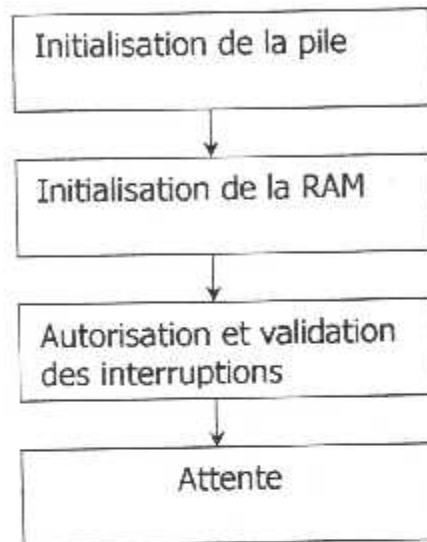 Initialisation de la pile
Initialisation de la RAM
Autorisation et validation
des interruptions
Attente